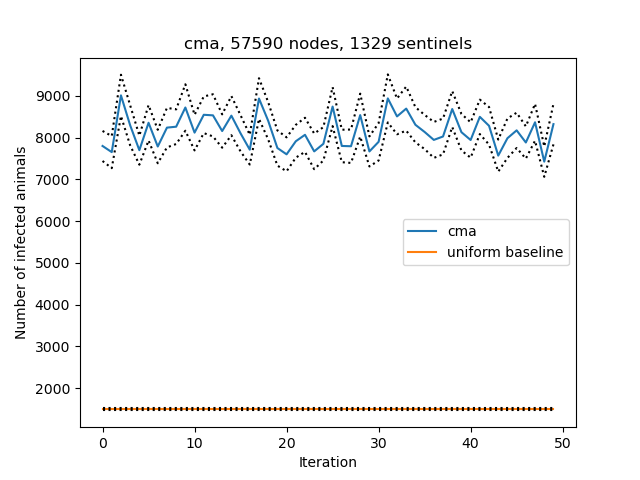 cma, 57590 nodes, 1329 sentinels
Number of infected animals
9000
8000
7000
6000
5000
4000
3000
2000
cma
uniform baseline
0 10 20 30 40 50
Iteration